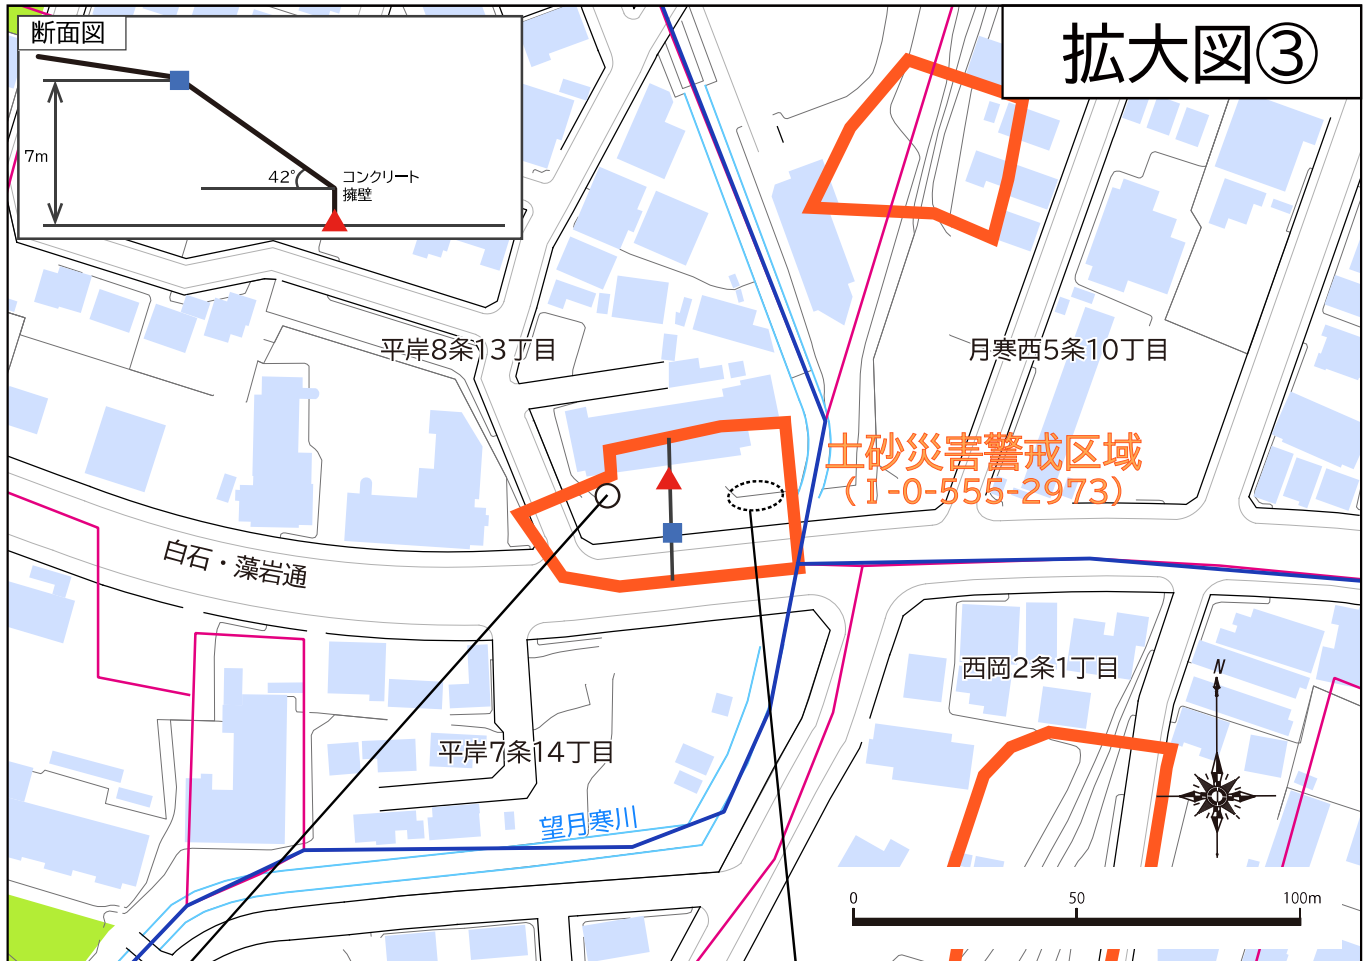 断面図
拡大図③
7m
42°
コンクリート
擁壁
平岸8条13丁目
月寒西5条10丁目
土砂災害警戒区域
(Ⅰ-0-555-2973)
白石・藻岩通
西岡2条1丁目
N
平岸7条14丁目
望月寒川
0 50 100m